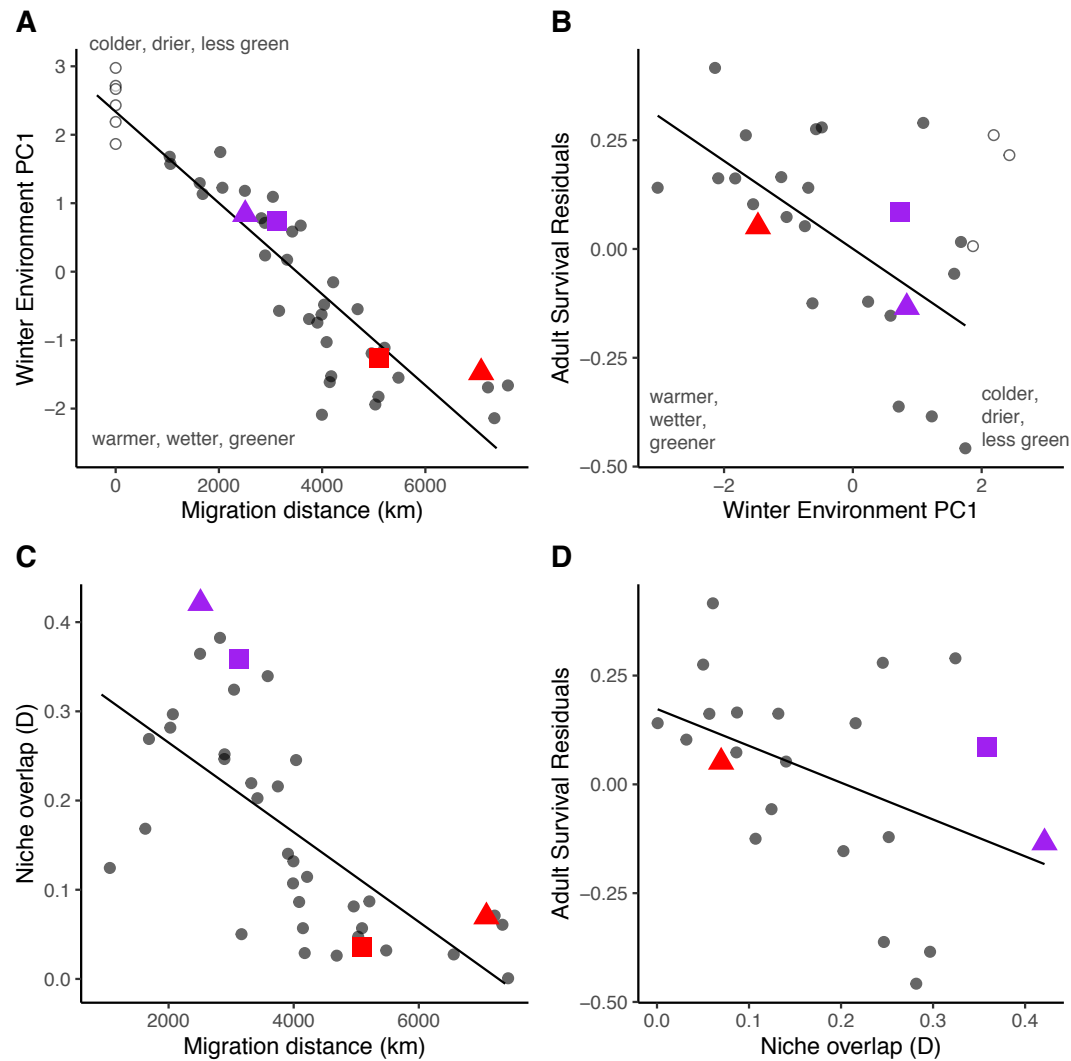 A
colder, drier, less green
3
2
1
0
−1
−2
Winter Environment PC1
warmer, wetter, greener
0
2000
4000
6000
Migration distance (km)
B
0.25
0.00
−0.25
−0.50
Adult Survival Residuals
warmer,
wetter,
greener
colder,
drier,
less green
−2
0
2
Winter Environment PC1
C
0.4
0.3
0.2
0.1
0.0
Niche overlap (D)
2000
4000
6000
Migration distance (km)
D
0.25
0.00
−0.25
−0.50
Adult Survival Residuals
0.0
0.1
0.2
0.3
0.4
Niche overlap (D)